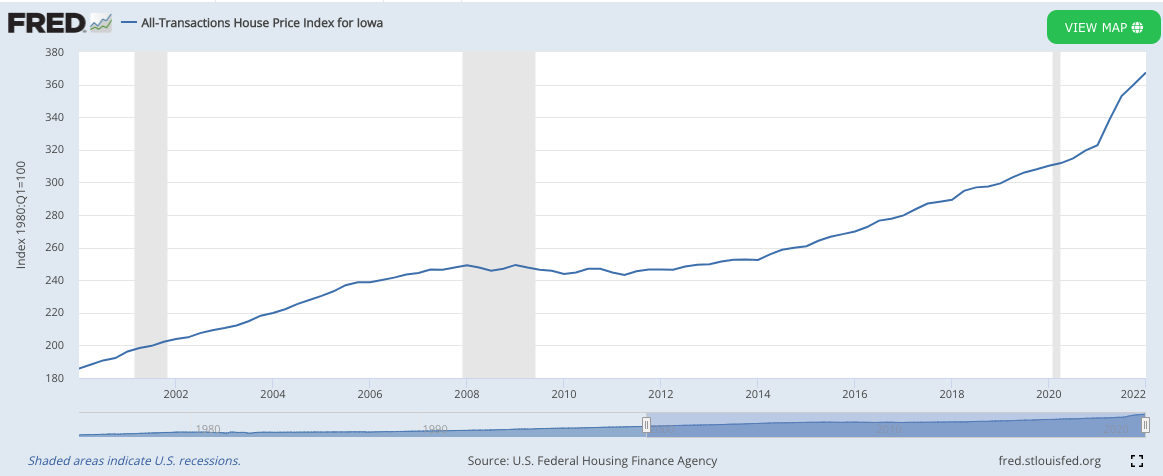 FRED All-Transactions House Price Index for Iowa
VIEW MAP
380
360
340
320
300
280
260
240
220
200
180
Index 1980:Q1=100
2002 2004 2006 2008 2010 2012 2014 2016 2018 2020 2022
1980 1990 2010 2020
Shaded areas indicate U.S. recessions. Source: U.S. Federal Housing Finance Agency fred.stlouisfed.org